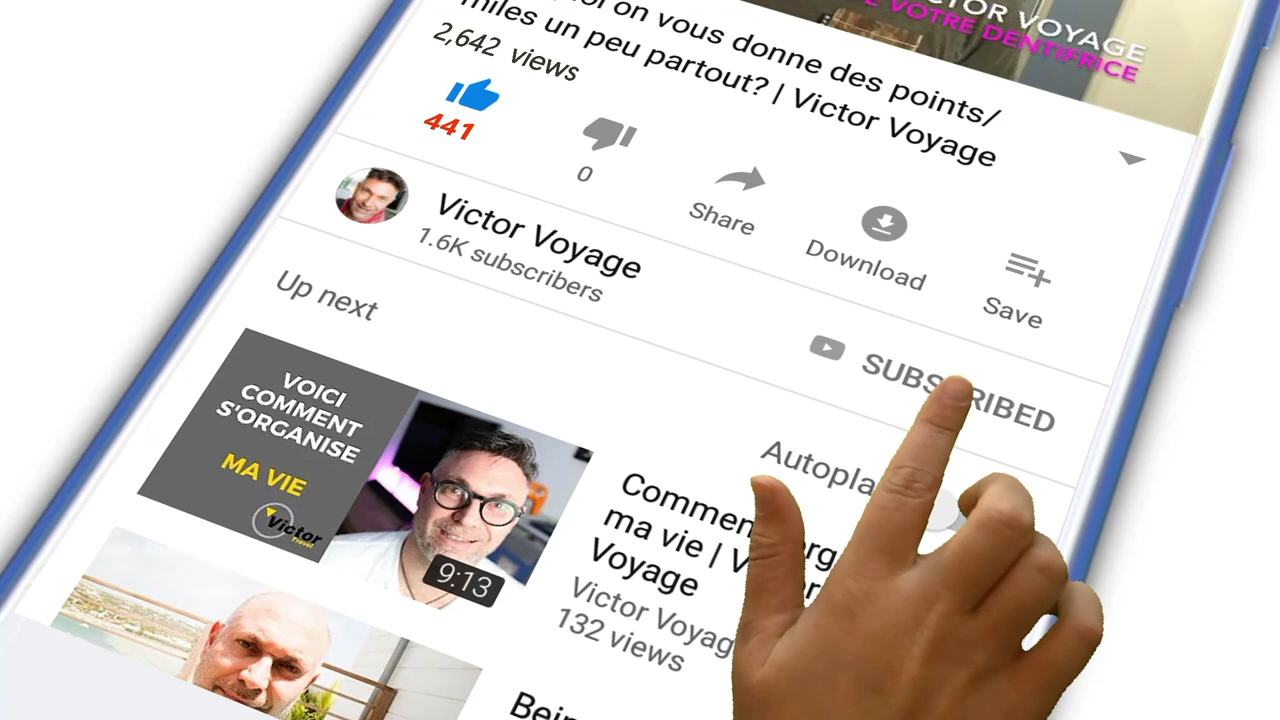 CTOR VOYAGE
VOTRE DENTIFRICE
on vous donne des points/
miles un peu partout? | Victor Voyage
2,642 views
441
0
Share
Download
Save
Victor Voyage
1.6K subscribers
SUBSCRIBED
Up next
Autopla
VOICI
COMMENT
S'ORGANISE
MA VIE
Victor
Travel
9:13
Commen
ma vie | V
Voyage
Victor Voyag
132 views
Bein